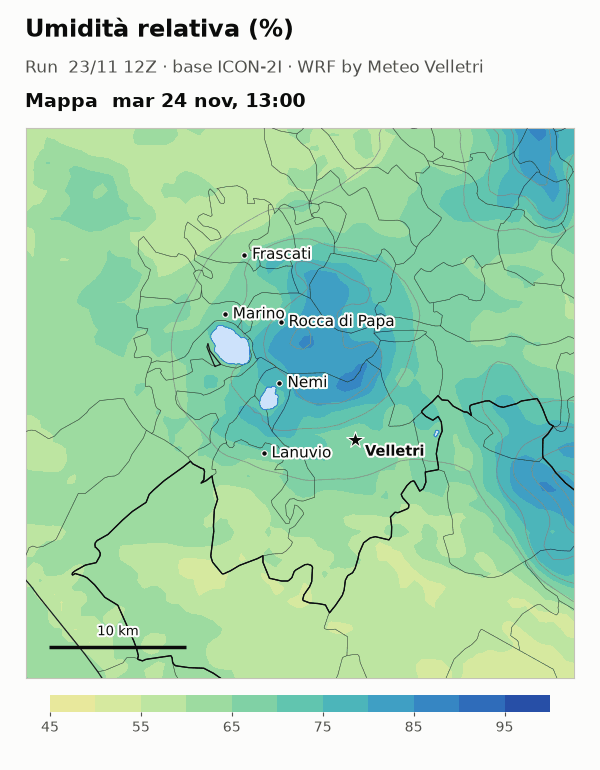 Umidità relativa (%)
Run  23/11 12Z · base ICON-2I · WRF by Meteo Velletri
Mappa  mar 24 nov, 13:00
Frascati
Marino
Rocca di Papa
Nemi
Velletri
Lanuvio
10 km
45 55 65 75 85 95